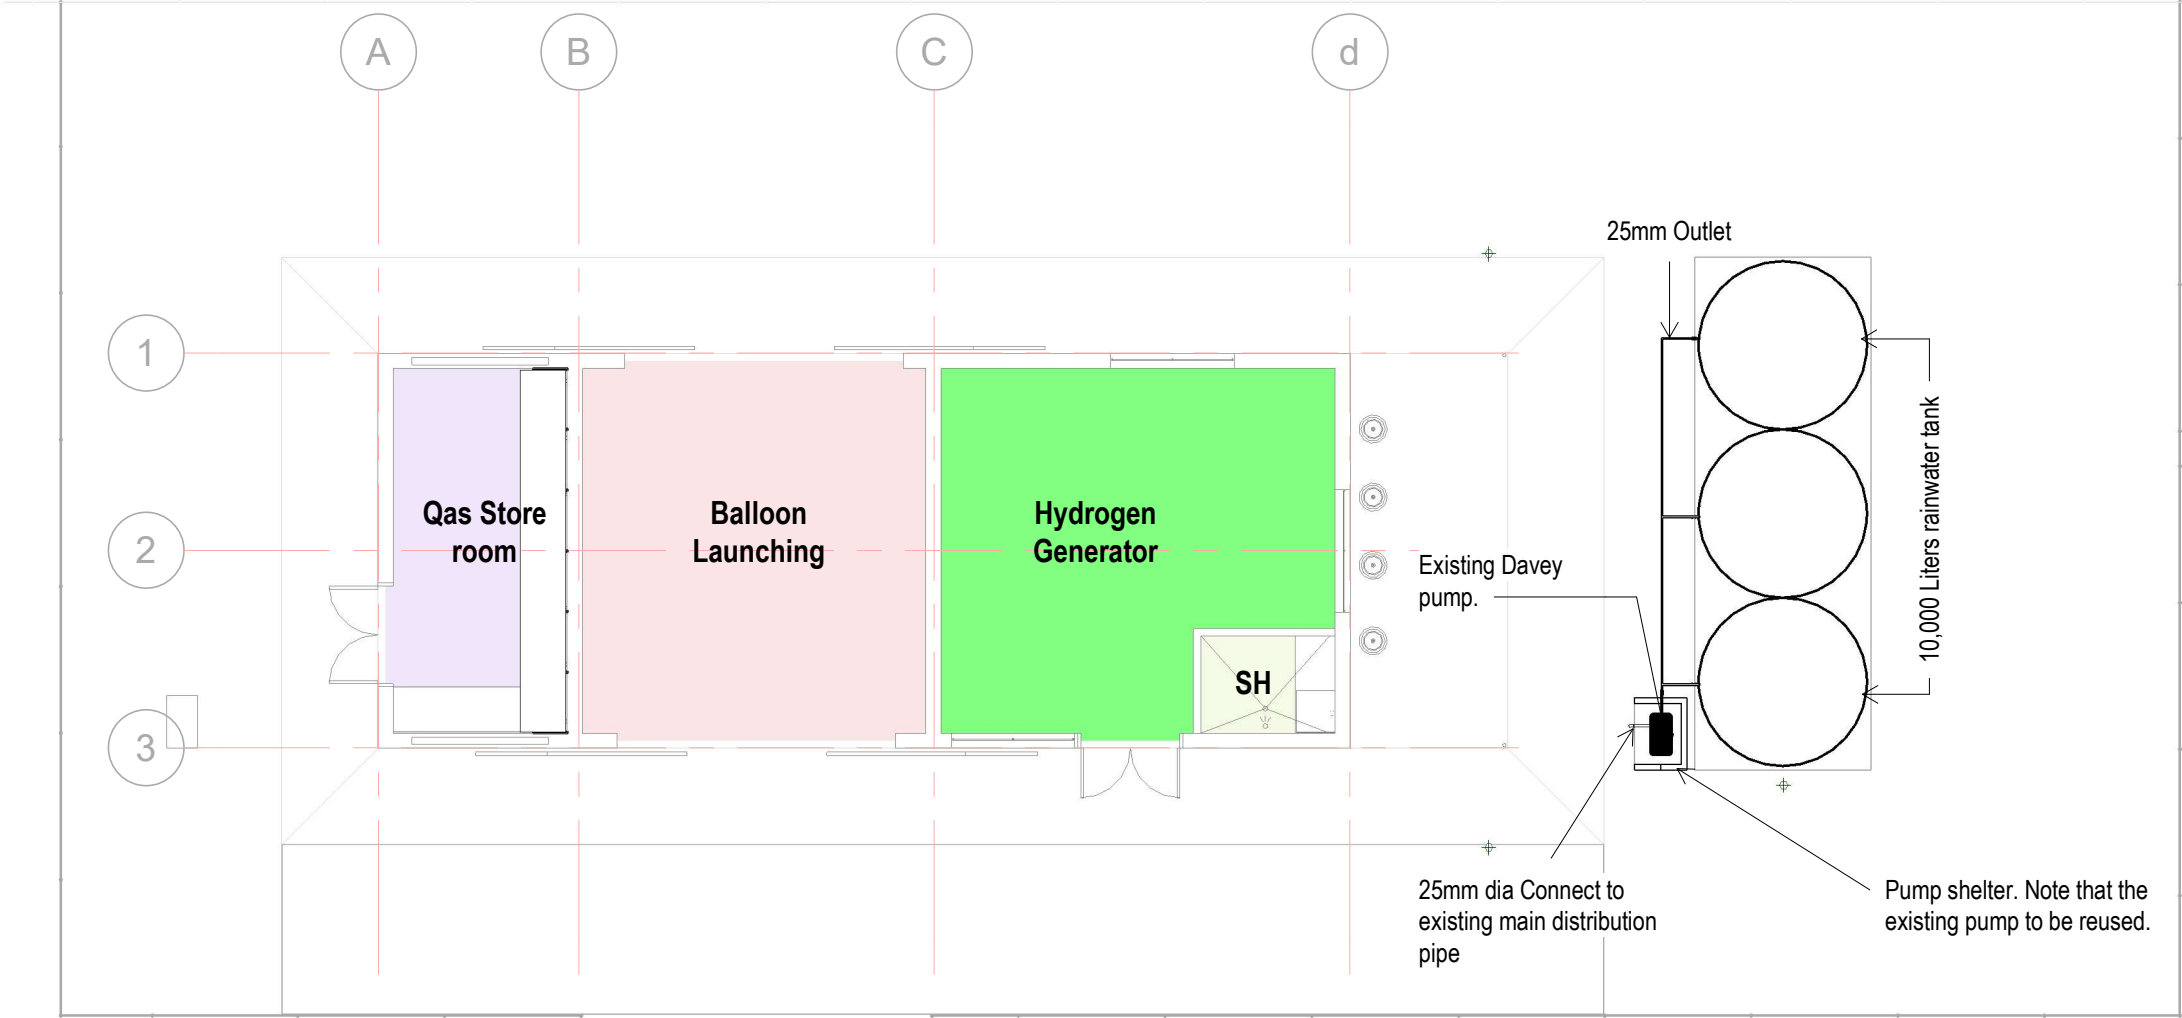 A
B
C
d
1
2
3
25mm Outlet
10,000 Liters rainwater tank
Qas Store
room
Balloon
Launching
Hydrogen
Generator
SH
Existing Davey
pump.
25mm dia Connect to
existing main distribution
pipe
Pump shelter. Note that the
existing pump to be reused.